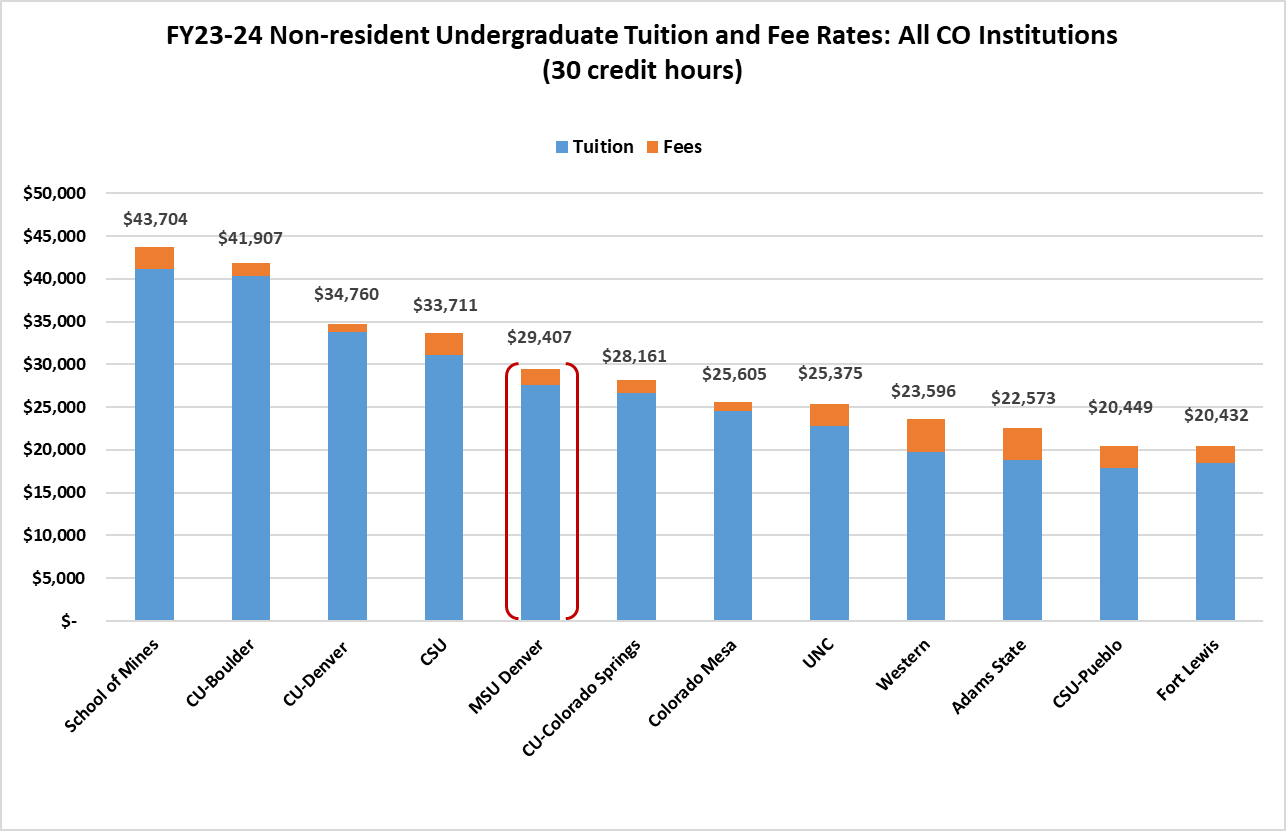 FY23-24 Non-resident Undergraduate Tuition and Fee Rates: All CO Institutions
(30 credit hours)
Tuition Fees
$50,000
$45,000
$40,000
$35,000
$30,000
$25,000
$20,000
$15,000
$10,000
$5,000
$-
$43,704
$41,907
$34,760
$33,711
$29,407
$28,161
$25,605
$25,375
$23,596
$22,573
$20,449
$20,432
School of Mines
CU-Boulder
CU-Denver
CSU
MSU Denver
CU-Colorado Springs
Colorado Mesa
UNC
Western
Adams State
CSU-Pueblo
Fort Lewis